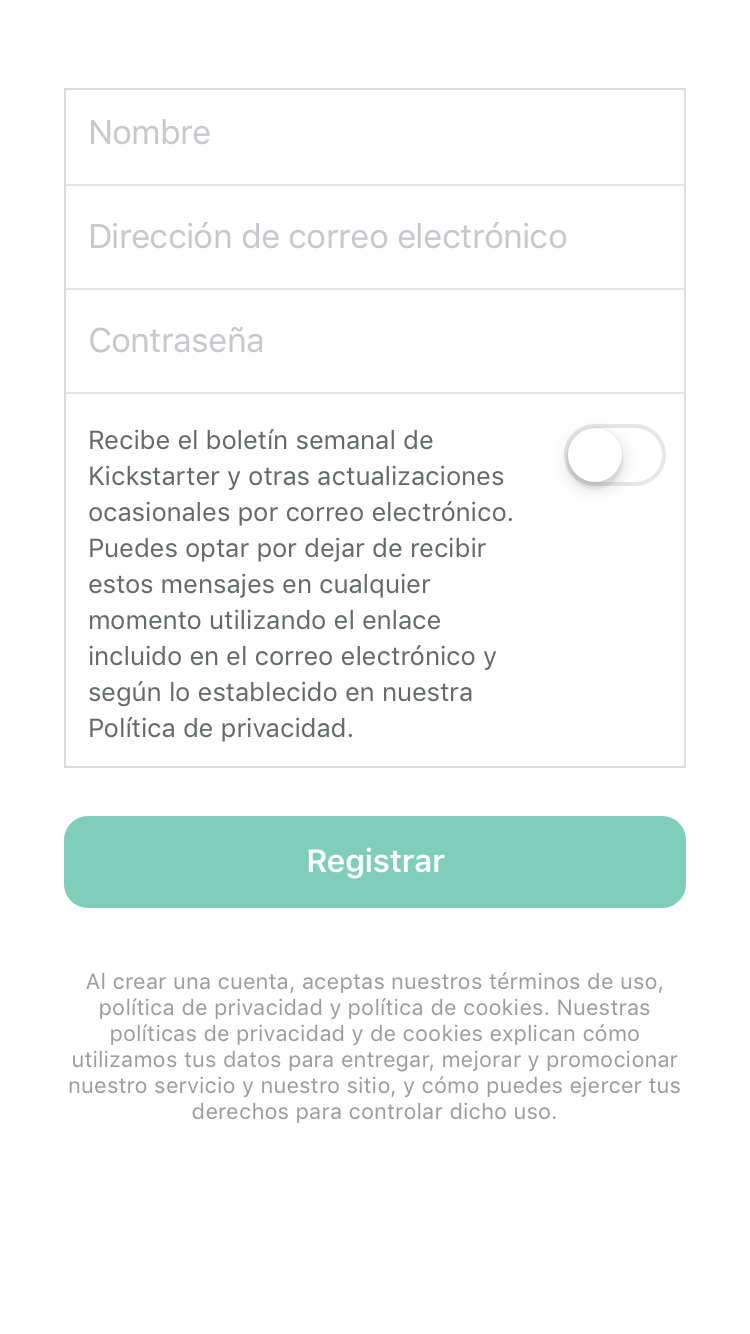 Nombre
Dirección de correo electrónico
Contraseña
Recibe el boletín semanal de
Kickstarter y otras actualizaciones
ocasionales por correo electrónico.
Puedes optar por dejar de recibir
estos mensajes en cualquier
momento utilizando el enlace
incluido en el correo electrónico y
según lo establecido en nuestra
Política de privacidad.
Registrar
Al crear una cuenta, aceptas nuestros términos de uso,
política de privacidad y política de cookies. Nuestras
políticas de privacidad y de cookies explican cómo
utilizamos tus datos para entregar, mejorar y promocionar
nuestro servicio y nuestro sitio, y cómo puedes ejercer tus
derechos para controlar dicho uso.